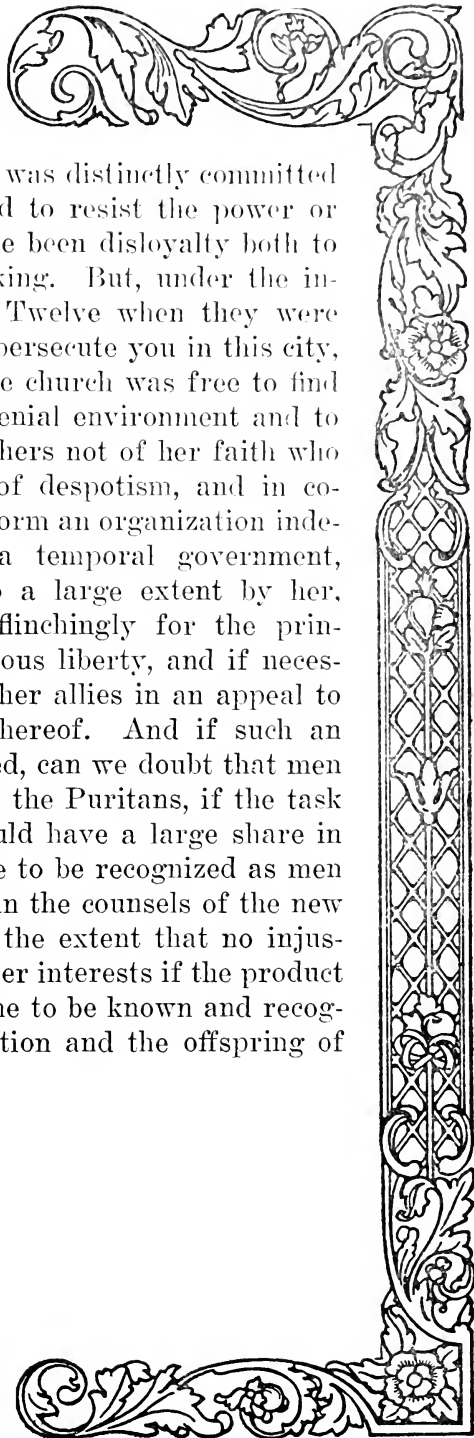 was distinctly committed
d to resist the power or
e been disloyalty both to
king. But, under the in-
Twelve when they were
persecute you in this city,
e church was free to find
enial environment and to
hers not of her faith who
of despotism, and in co-
orm an organization inde-
a temporal government,
o a large extent by her,
flinchingly for the prin-
ous liberty, and if neces-
her allies in an appeal to
hereof. And if such an
ed, can we doubt that men
the Puritans, if the task
uld have a large share in
e to be recognized as men
in the counsels of the new
the extent that no injus-
er interests if the product
me to be known and recog-
tion and the offspring of